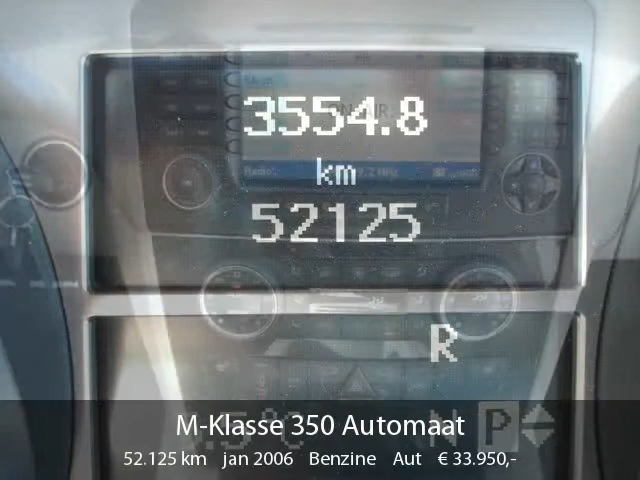 3554.8
km
52125
R
N P
M-Klasse 350 Automaat
52.125 km jan 2006 Benzine Aut € 33.950,-